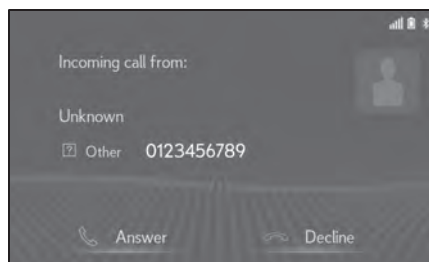 Incoming call from:
Unknown
Other 0123456789
Answer Decline